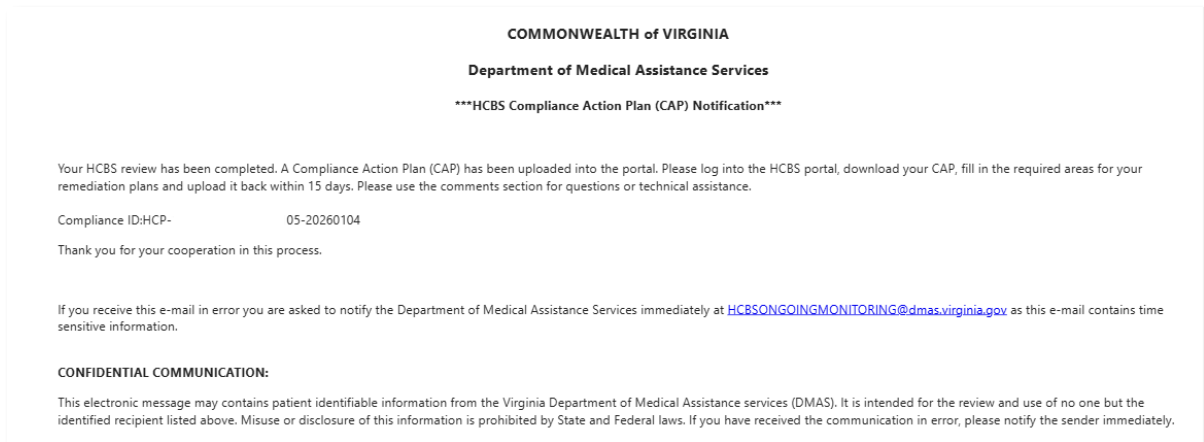 COMMONWEALTH of VIRGINIA
Department of Medical Assistance Services
***HCBS Compliance Action Plan (CAP) Notification***
Your HCBS review has been completed. A Compliance Action Plan (CAP) has been uploaded into the portal. Please log into the HCBS portal, download your CAP, fill in the required areas for your
remediation plans and upload it back within 15 days. Please use the comments section for questions or technical assistance.
Compliance ID:HCP- 05-20260104
Thank you for your cooperation in this process.
If you receive this e-mail in error you are asked to notify the Department of Medical Assistance Services immediately at HCBSONGOINGMONITORING@dmas.virginia.gov as this e-mail contains time
sensitive information.
CONFIDENTIAL COMMUNICATION:
This electronic message may contains patient identifiable information from the Virginia Department of Medical Assistance services (DMAS). It is intended for the review and use of no one but the
identified recipient listed above. Misuse or disclosure of this information is prohibited by State and Federal laws. If you have received the communication in error, please notify the sender immediately.